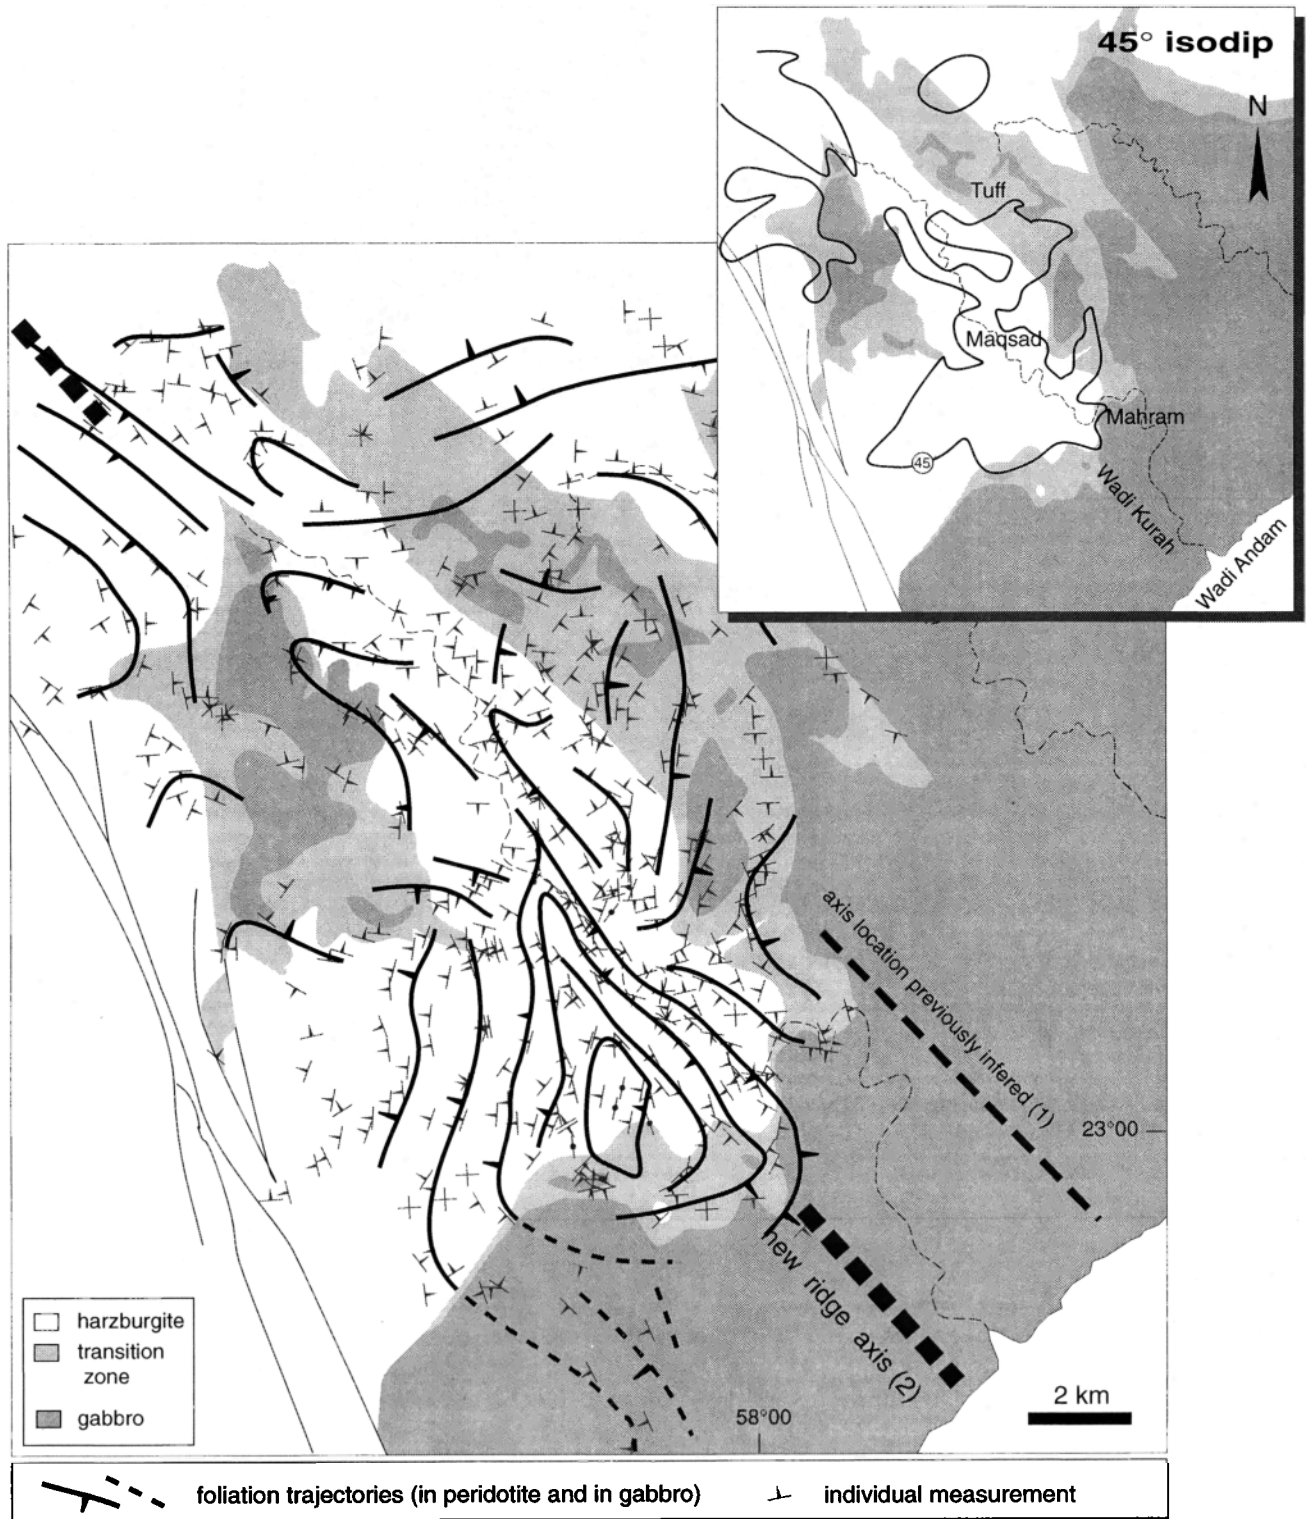 45° isodip
N
Tuff
Maqsad
Mahram
45
Wadi Kurah
Wadi Andam
axis location previously infered (1)
23°00
new ridge axis (2)
58°00
2 km
harzburgite
transition
zone
gabbro
foliation trajectories (in peridotite and in gabbro)
individual measurement